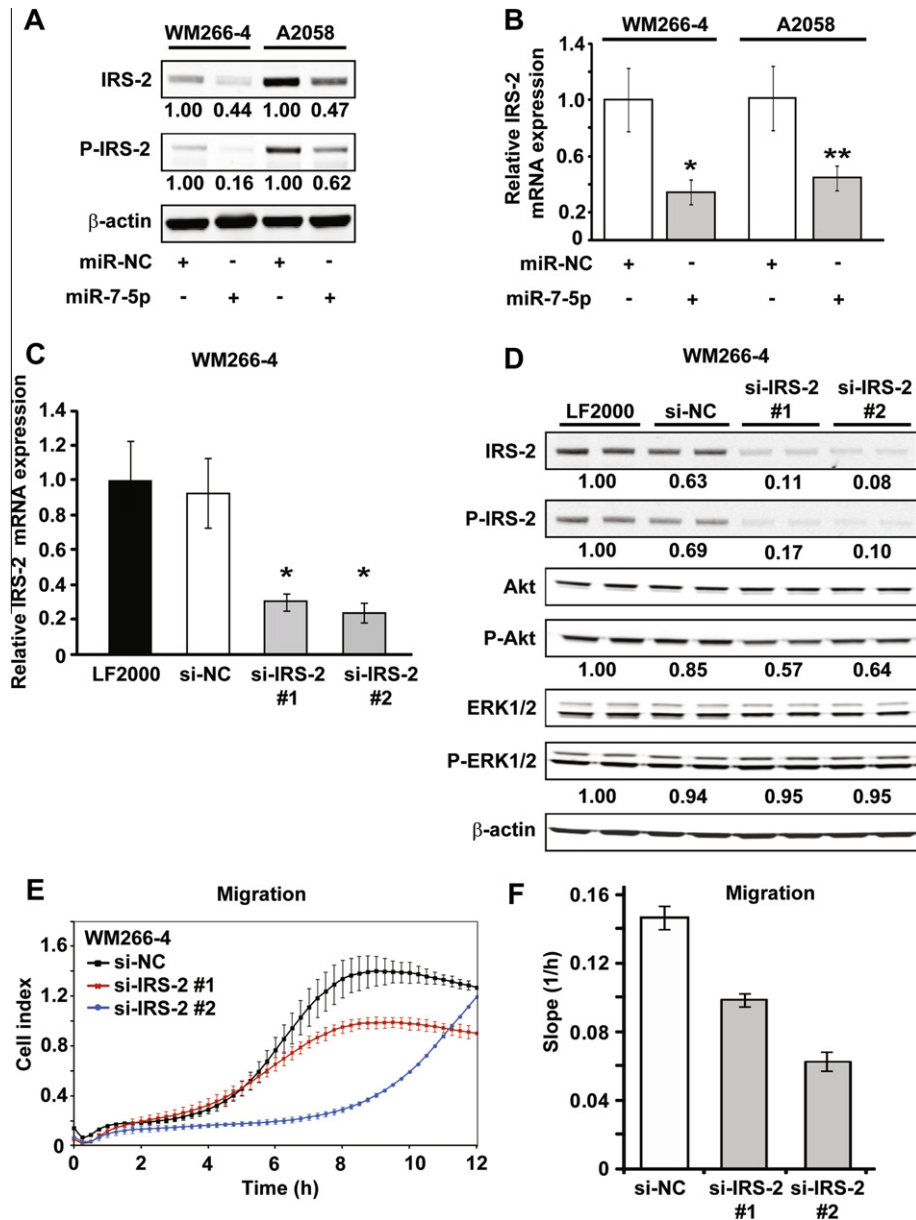 A
WM266-4 A2058
IRS-2
1.00 0.44 1.00 0.47
P-IRS-2
1.00 0.16 1.00 0.62
β-actin
miR-NC + - + -
miR-7-5p - + - +
B
WM266-4 A2058
Relative IRS-2
mRNA expression
1.4
1.0
0.6
0.2
0
*
**
miR-NC + - + -
miR-7-5p - + - +
C
WM266-4
Relative IRS-2 mRNA expression
1.4
1.2
1.0
0.8
0.6
0.4
0.2
0
* *
LF2000 si-NC si-IRS-2 si-IRS-2
#1 #2
D
WM266-4
LF2000 si-NC si-IRS-2 si-IRS-2
#1 #2
IRS-2
1.00 0.63 0.11 0.08
P-IRS-2
1.00 0.69 0.17 0.10
Akt
P-Akt
1.00 0.85 0.57 0.64
ERK1/2
P-ERK1/2
1.00 0.94 0.95 0.95
β-actin
E
Migration
WM266-4
si-NC
si-IRS-2 #1
si-IRS-2 #2
Cell index
1.6
1.2
0.8
0.4
0
0 2 4 6 8 10 12
Time (h)
F
Migration
Slope (1/h)
0.16
0.12
0.08
0.04
0
si-NC si-IRS-2 si-IRS-2
#1 #2